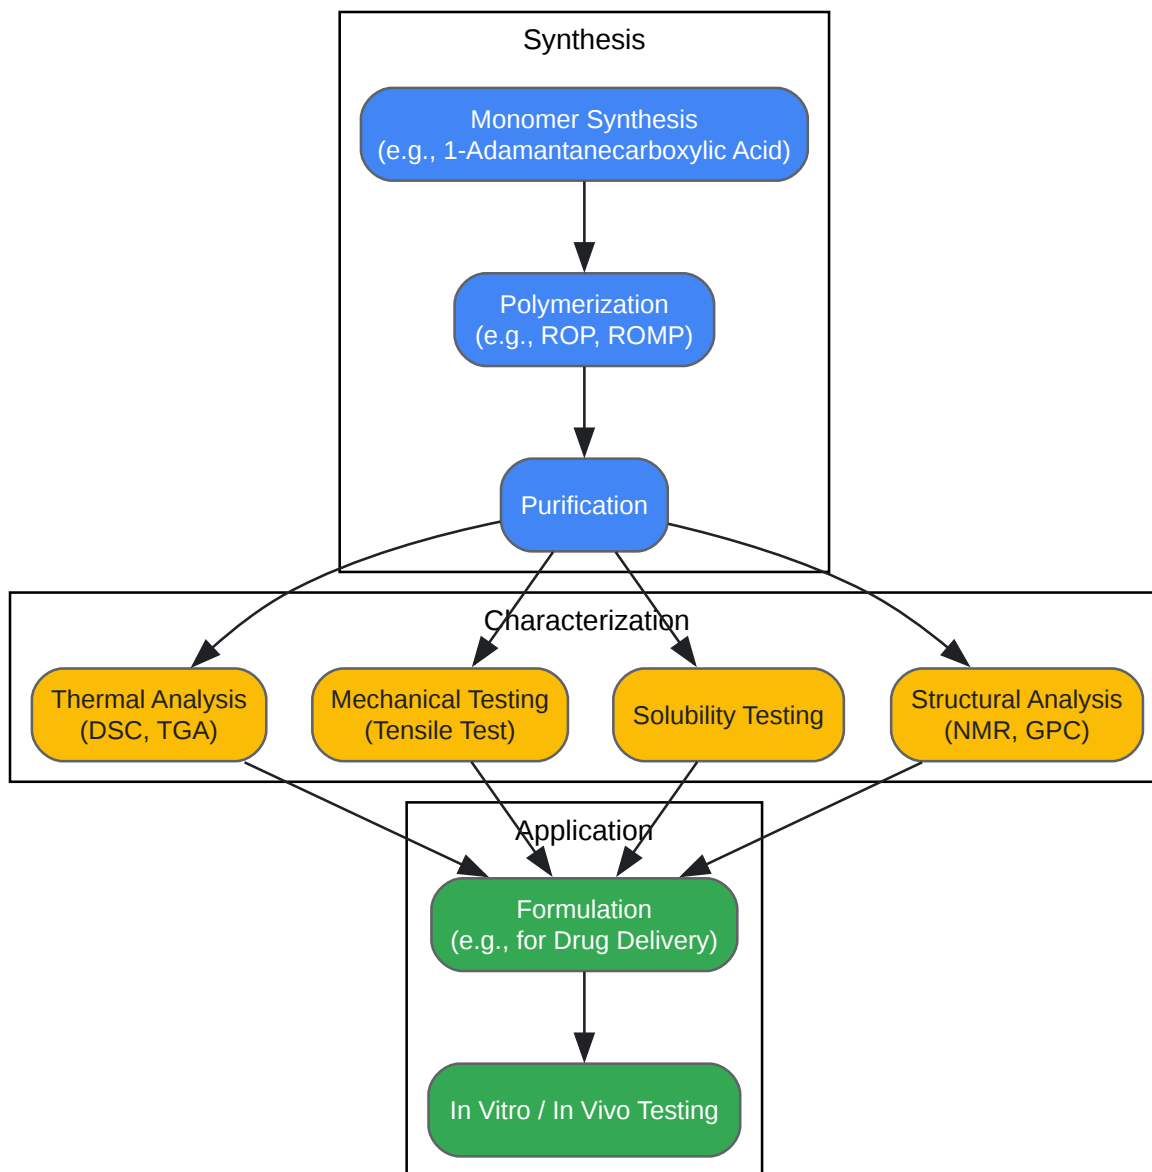 Synthesis
Monomer Synthesis
(e.g., 1-Adamantanecarboxylic Acid)
Polymerization
(e.g., ROP, ROMP)
Purification
Characterization
Thermal Analysis
(DSC, TGA)
Mechanical Testing
(Tensile Test)
Solubility Testing
Structural Analysis
(NMR, GPC)
Application
Formulation
(e.g., for Drug Delivery)
In Vitro / In Vivo Testing